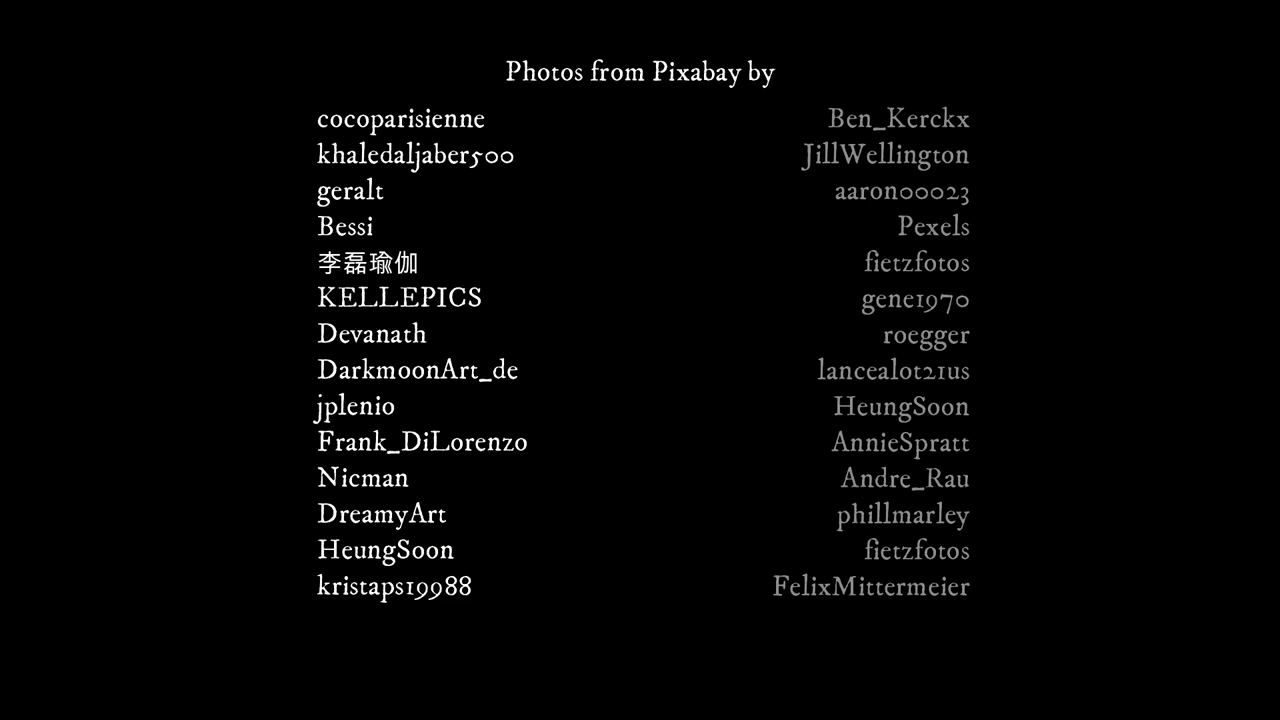 Photos from Pixabay by
cocoparisienne Ben_Kerckx
khaledaljaber500 JillWellington
geralt aaron00023
Bessi Pexels
李磊瑜伽 fietzfotos
KELLEPICS gene1970
Devanath roegger
DarkmoonArt_de lancealot21us
jplenio HeungSoon
Frank_DiLorenzo AnnieSpratt
Nicman Andre_Rau
DreamyArt phillmarley
HeungSoon fietzfotos
kristaps19988 FelixMittermeier